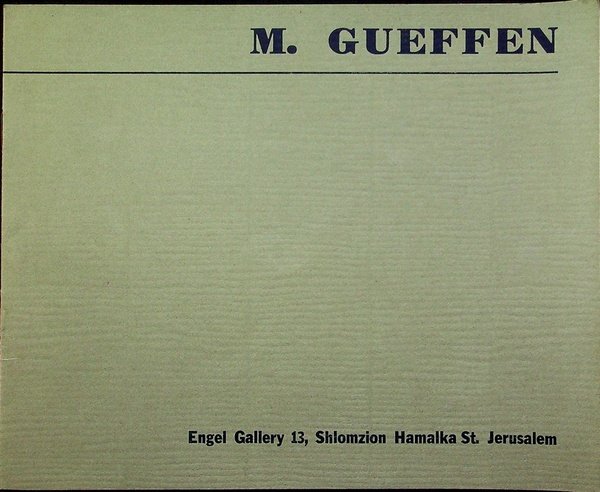 M. GUEFFEN
Engel Gallery 13, Shlomzion Hamalka St. Jerusalem